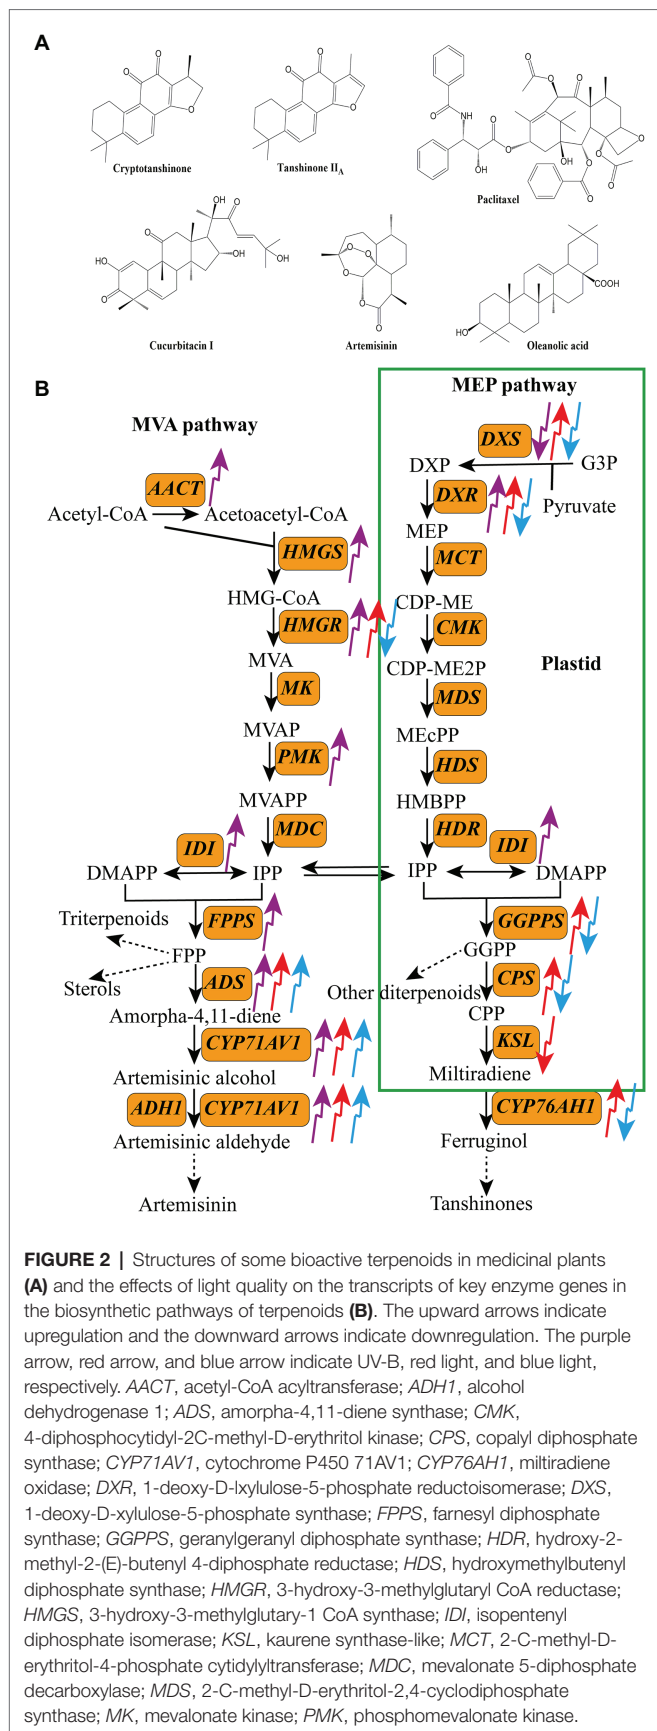 A
O
O
O
Cryptotanshinone
O
O
O
Tanshinone IIA
O
NH
O
O
OH
O
O
O
OH
O
O
O
O
O
O
Paclitaxel
OH
O
O
HO
O
OH
OH
Cucurbitacin I
O
O
O
O
O
Artemisinin
HO
COOH
Oleanolic acid
B
MVA pathway
AACT
Acetyl-CoA
Acetoacetyl-CoA
HMGS
HMG-CoA
HMGR
MVA
MK
MVAP
PMK
MVAPP
MDC
IDI
DMAPP
IPP
FPPS
Triterpenoids
FPP
Sterols
ADS
Amorpha-4,11-diene
CYP71AV1
Artemisinic alcohol
ADH1
CYP71AV1
Artemisinic aldehyde
Artemisinin
MEP pathway
DXS
DXP
G3P
Pyruvate
DXR
MEP
MCT
CDP-ME
CMK
Plastid
CDP-ME2P
MDS
MEcPP
HDS
HMBPP
HDR
IDI
IPP
DMAPP
GGPPS
GGPP
Other diterpenoids
CPS
CPP
KSL
Miltiradiene
CYP76AH1
Ferruginol
Tanshinones
FIGURE 2 | Structures of some bioactive terpenoids in medicinal plants
(A) and the effects of light quality on the transcripts of key enzyme genes in
the biosynthetic pathways of terpenoids (B). The upward arrows indicate
upregulation and the downward arrows indicate downregulation. The purple
arrow, red arrow, and blue arrow indicate UV-B, red light, and blue light,
respectively. AACT, acetyl-CoA acyltransferase; ADH1, alcohol
dehydrogenase 1; ADS, amorpha-4,11-diene synthase; CMK,
4-diphosphocytidyl-2C-methyl-D-erythritol kinase; CPS, copalyl diphosphate
synthase; CYP71AV1, cytochrome P450 71AV1; CYP76AH1, miltiradiene
oxidase; DXR, 1-deoxy-D-lxylulose-5-phosphate reductoisomerase; DXS,
1-deoxy-D-xylulose-5-phosphate synthase; FPPS, farnesyl diphosphate
synthase; GGPPS, geranylgeranyl diphosphate synthase; HDR, hydroxy-2-
methyl-2-(E)-butenyl 4-diphosphate reductase; HDS, hydroxymethylbutenyl
diphosphate synthase; HMGR, 3-hydroxy-3-methylglutaryl CoA reductase;
HMGS, 3-hydroxy-3-methylglutary-1 CoA synthase; IDI, isopentenyl
diphosphate isomerase; KSL, kaurene synthase-like; MCT, 2-C-methyl-D-
erythritol-4-phosphate cytidylyltransferase; MDC, mevalonate 5-diphosphate
decarboxylase; MDS, 2-C-methyl-D-erythritol-2,4-cyclodiphosphate
synthase; MK, mevalonate kinase; PMK, phosphomevalonate kinase.